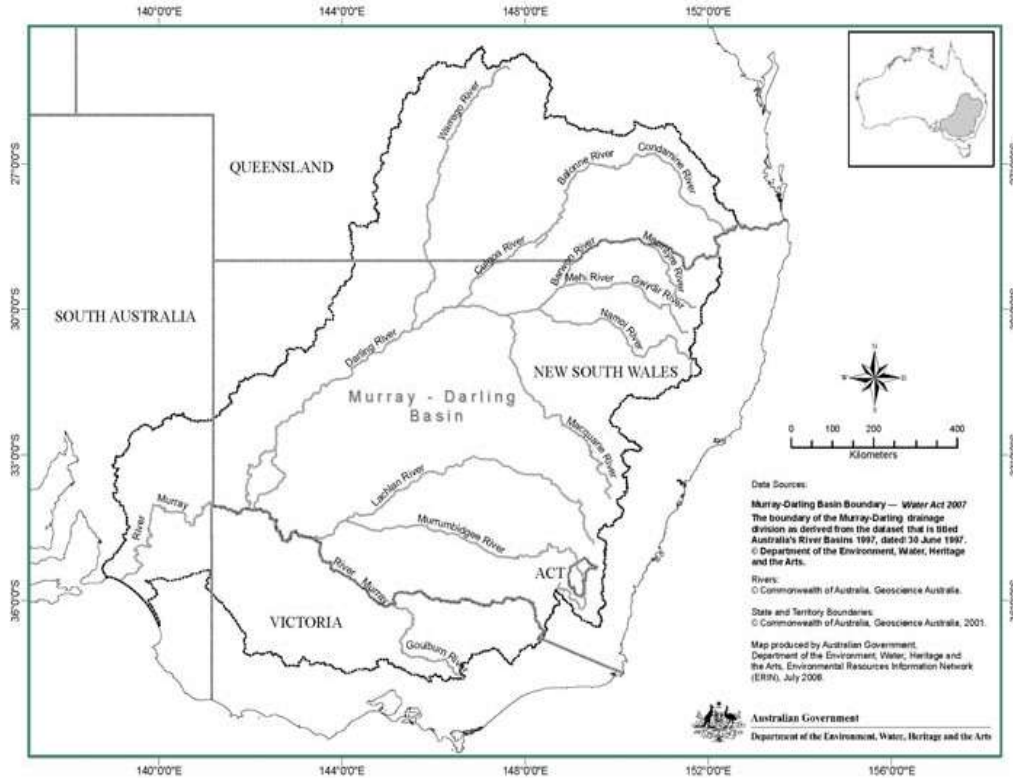 140°0'0"E 144°0'0"E 148°0'0"E 152°0'0"E
27°0'0"S
30°0'0"S
33°0'0"S
36°0'0"S
QUEENSLAND
SOUTH AUSTRALIA
NEW SOUTH WALES
VICTORIA
ACT
Murray - Darling
Basin
Warrego River
Balonne River
Condamine River
Culgoa River
Barwon River
Macintyre River
Mehi River
Gwydir River
Namoi River
Darling River
Macquarie River
Lachlan River
Murrumbidgee River
River Murray
River Murray
Goulburn River
N
W
S
0 100 200 400
Kilometers
Data Sources:
Murray-Darling Basin Boundary — Water Act 2007
The boundary of the Murray-Darling drainage
division as derived from the dataset that is titled
Australia's River Basins 1997, dated 30 June 1997.
© Department of the Environment, Water, Heritage
and the Arts.
Rivers:
© Commonwealth of Australia, Geoscience Australia.
State and Territory Boundaries:
© Commonwealth of Australia, Geoscience Australia, 2001.
Map produced by Australian Government,
Department of the Environment, Water, Heritage and
the Arts, Environmental Resources Information Network
(ERIN), July 2008.
Australian Government
Department of the Environment, Water, Heritage and the Arts
140°0'0"E 144°0'0"E 148°0'0"E 152°0'0"E 156°0'0"E